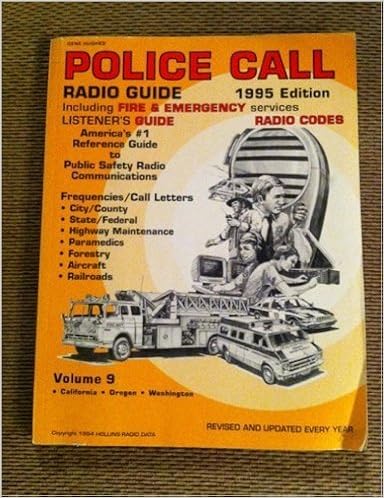 GENE HUGHES'
POLICE CALL
RADIO GUIDE 1995 Edition
Including FIRE & EMERGENCY services
LISTENER'S GUIDE RADIO CODES
America's #1
Reference Guide
to
Public Safety Radio
Communications
Frequencies/Call Letters
• City/County
• State/Federal
• Highway Maintenance
• Paramedics
• Forestry
• Aircraft
• Railroads
Volume 9
• California • Oregon • Washington
Copyright 1994 HOLLINS RADIO DATA
REVISED AND UPDATED EVERY YEAR